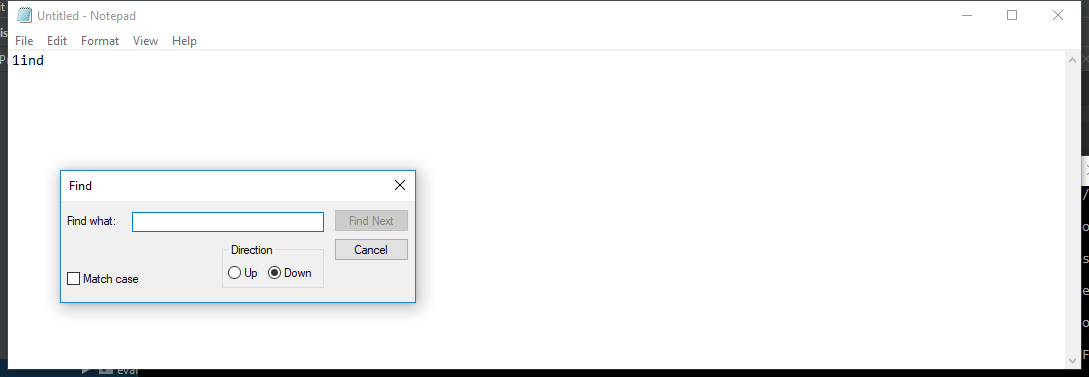 Untitled - Notepad
File Edit Format View Help
1ind
Find
Find what:
Find Next
Direction
Cancel
Up Down
Match case
eval